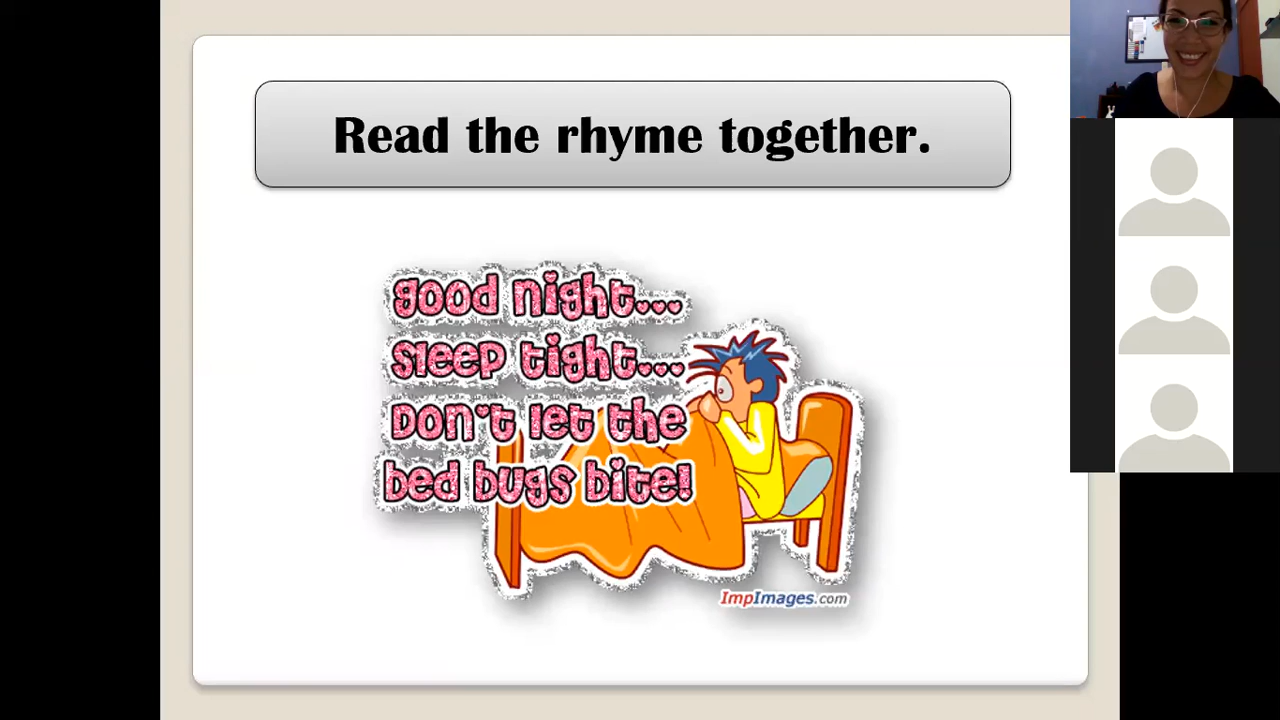 Read the rhyme together.
good night...
sleep tight...
Don't let the
bed bugs bite!
ImpImages.com